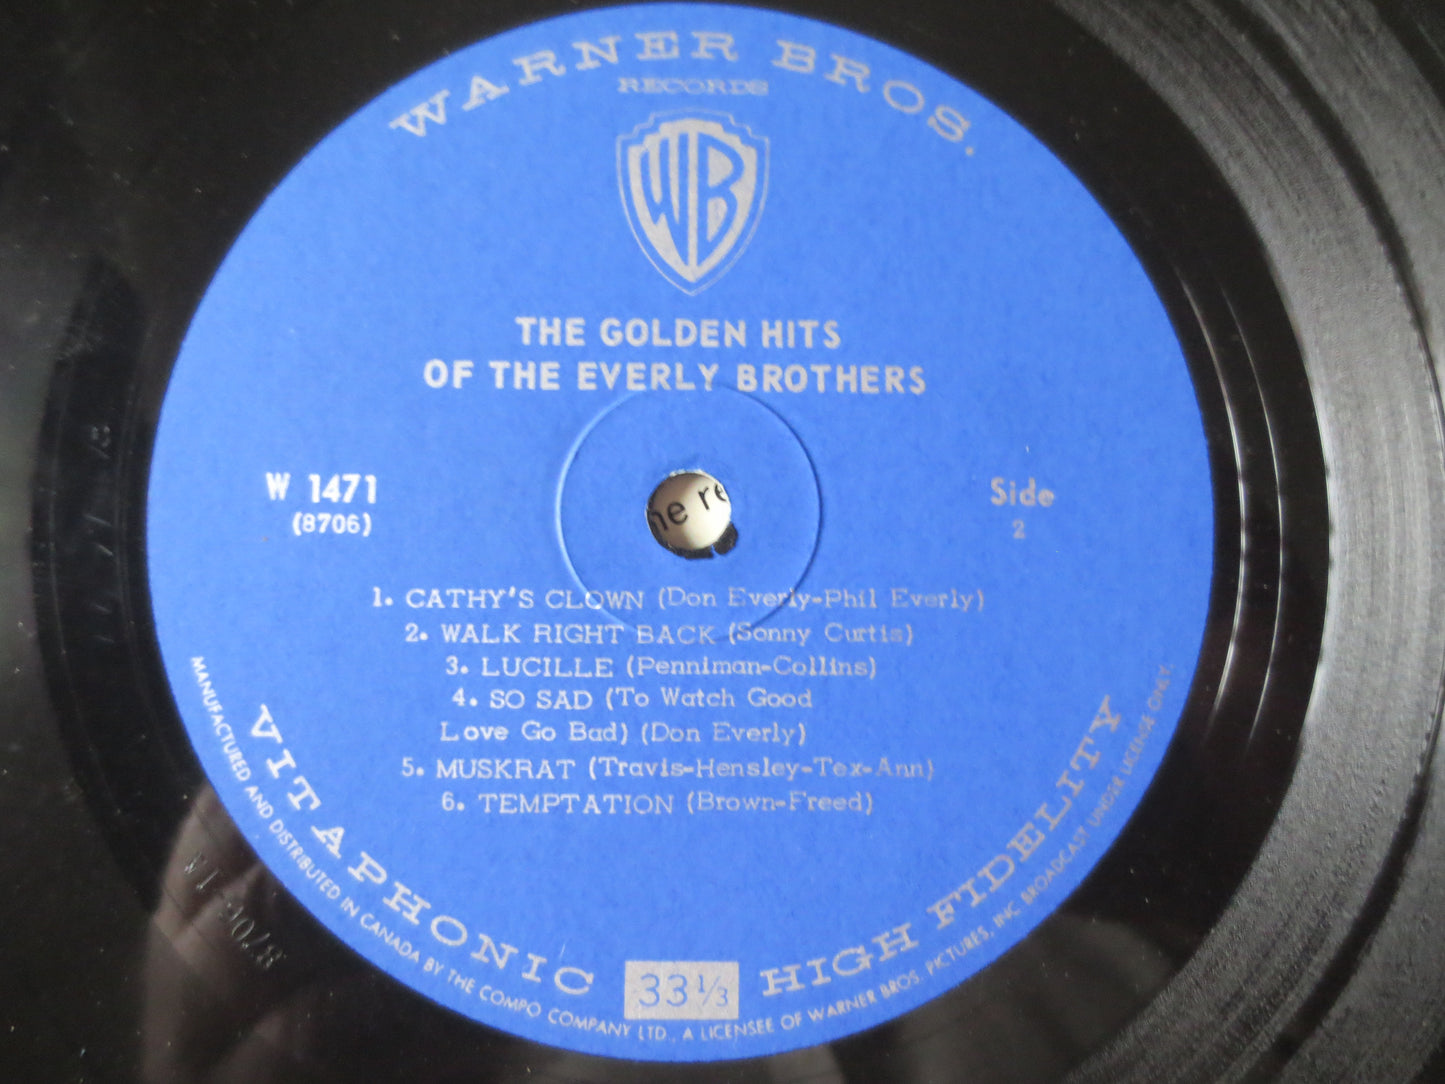 WARNER BROS.
RECORDS
WB
THE GOLDEN HITS
OF THE EVERLY BROTHERS
W 1471
(8706)
Side
2
he re
1. CATHY'S CLOWN (Don Everly-Phil Everly)
2. WALK RIGHT BACK (Sonny Curtis)
3. LUCILLE (Penniman-Collins)
4. SO SAD (To Watch Good
Love Go Bad) (Don Everly)
5. MUSKRAT (Travis-Hensley-Tex-Ann)
6. TEMPTATION (Brown-Freed)
VITAPHONIC
33⅓
HIGH FIDELITY
MANUFACTURED AND DISTRIBUTED IN CANADA BY THE COMPO COMPANY LTD., A LICENSEE OF WARNER BROS. PICTURES, INC. BROADCAST UNDER LICENSE ONLY.